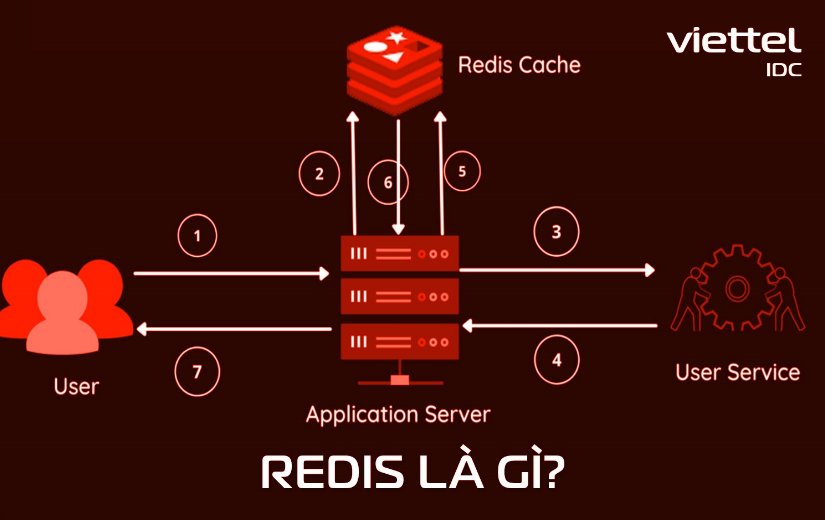 viettel
IDC
Redis Cache
2
6
5
1
3
7
4
User
Application Server
User Service
REDIS LÀ GÌ?